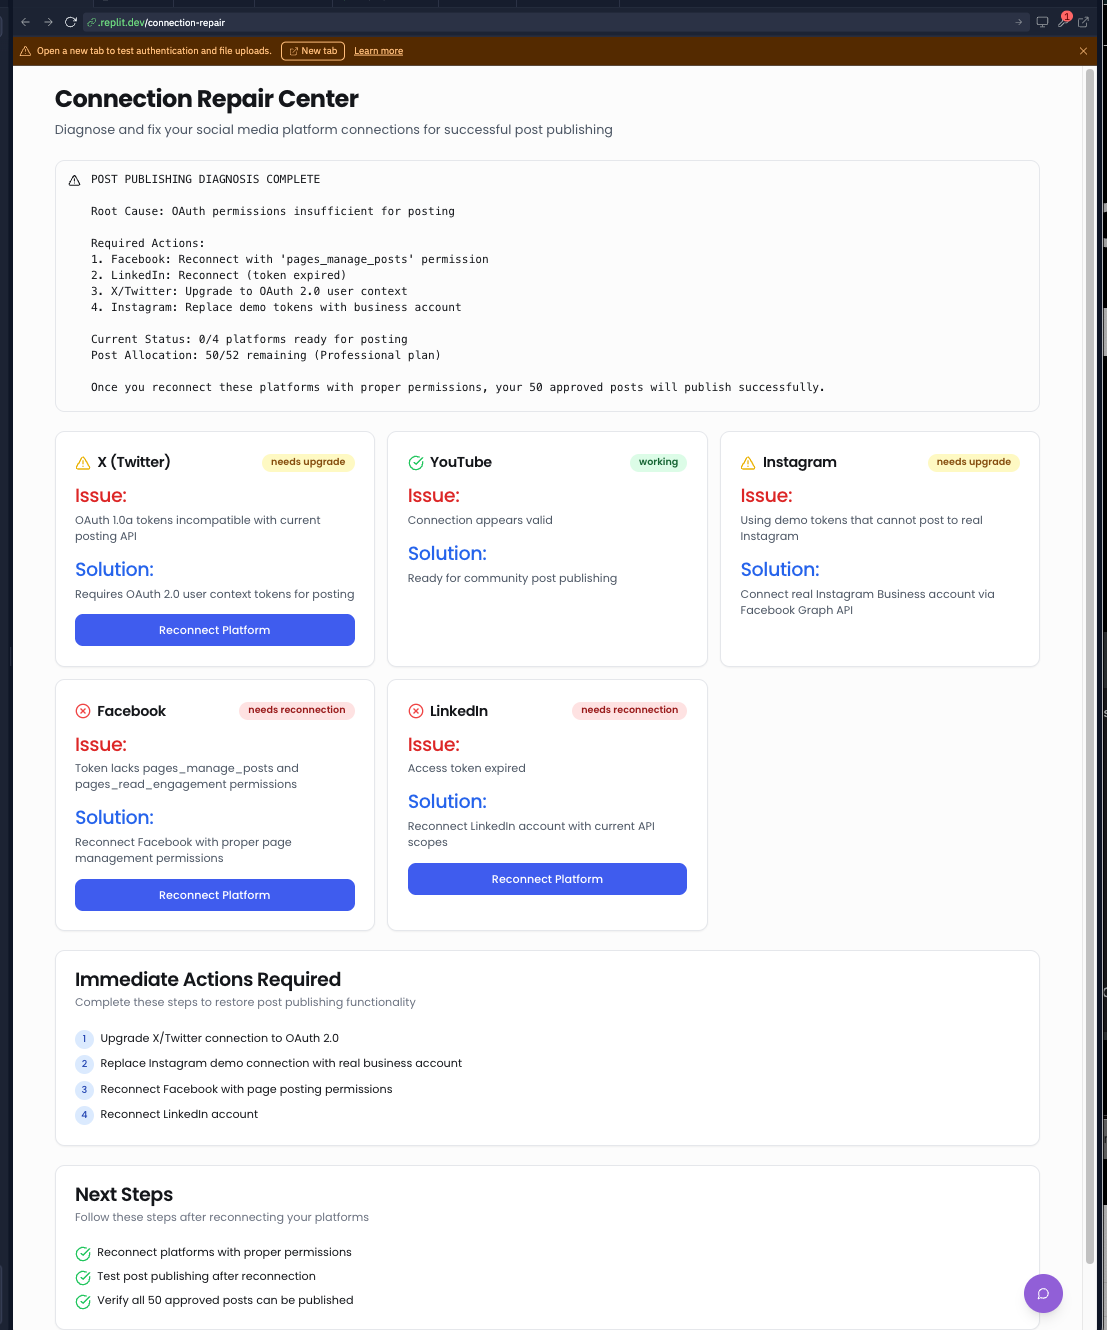 .replit.dev/connection-repair
1
Open a new tab to test authentication and file uploads.
New tab
Learn more
Connection Repair Center
Diagnose and fix your social media platform connections for successful post publishing
POST PUBLISHING DIAGNOSIS COMPLETE
Root Cause: OAuth permissions insufficient for posting
Required Actions:
1. Facebook: Reconnect with 'pages_manage_posts' permission
2. LinkedIn: Reconnect (token expired)
3. X/Twitter: Upgrade to OAuth 2.0 user context
4. Instagram: Replace demo tokens with business account
Current Status: 0/4 platforms ready for posting
Post Allocation: 50/52 remaining (Professional plan)
Once you reconnect these platforms with proper permissions, your 50 approved posts will publish successfully.
X (Twitter)
needs upgrade
Issue:
OAuth 1.0a tokens incompatible with current
posting API
Solution:
Requires OAuth 2.0 user context tokens for posting
Reconnect Platform
YouTube
working
Issue:
Connection appears valid
Solution:
Ready for community post publishing
Instagram
needs upgrade
Issue:
Using demo tokens that cannot post to real
Instagram
Solution:
Connect real Instagram Business account via
Facebook Graph API
Facebook
needs reconnection
Issue:
Token lacks pages_manage_posts and
pages_read_engagement permissions
Solution:
Reconnect Facebook with proper page
management permissions
Reconnect Platform
LinkedIn
needs reconnection
Issue:
Access token expired
Solution:
Reconnect LinkedIn account with current API
scopes
Reconnect Platform
Immediate Actions Required
Complete these steps to restore post publishing functionality
1 Upgrade X/Twitter connection to OAuth 2.0
2 Replace Instagram demo connection with real business account
3 Reconnect Facebook with page posting permissions
4 Reconnect LinkedIn account
Next Steps
Follow these steps after reconnecting your platforms
Reconnect platforms with proper permissions
Test post publishing after reconnection
Verify all 50 approved posts can be published